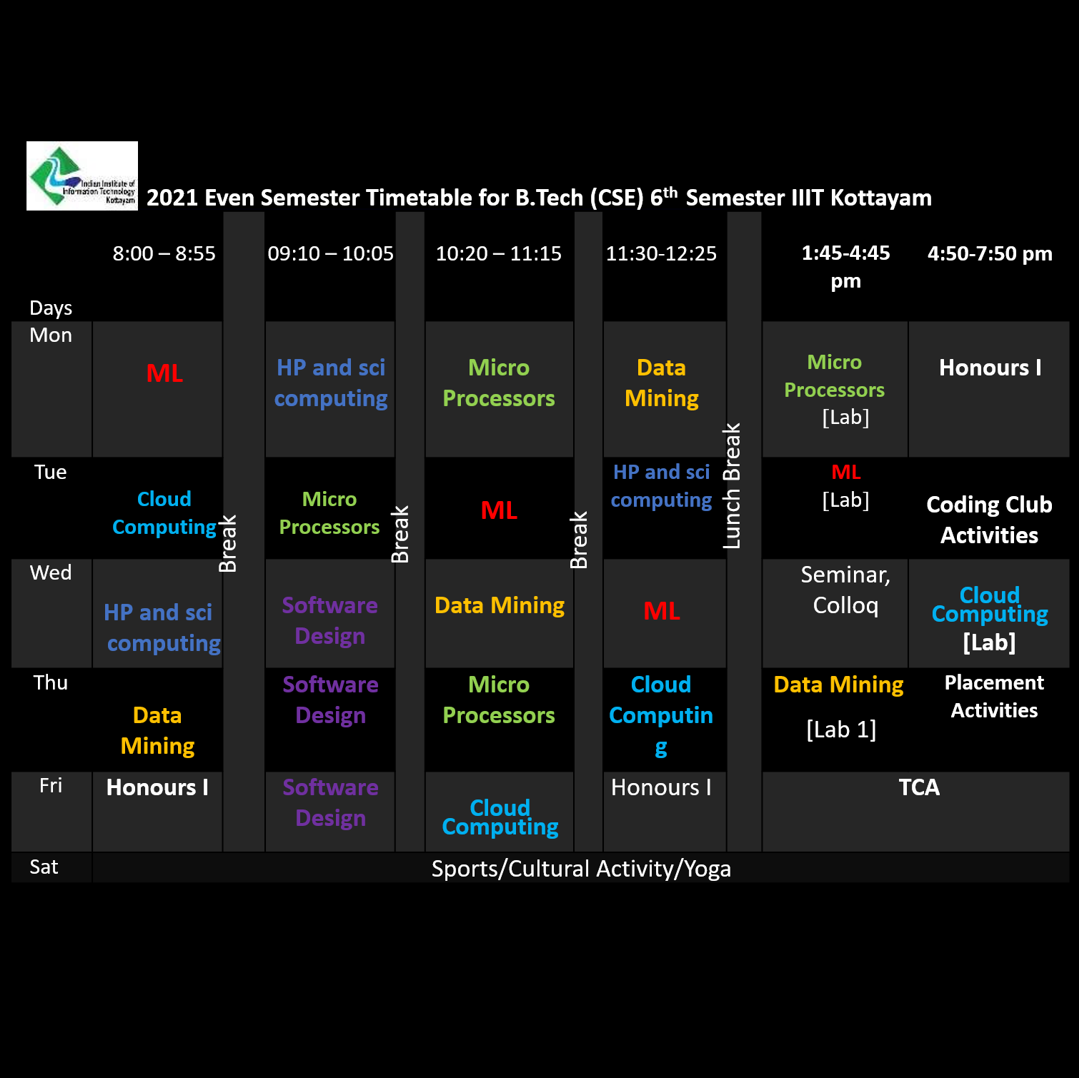 Indian Institute of
Information Technology
Kottayam
2021 Even Semester Timetable for B.Tech (CSE) 6th Semester IIIT Kottayam
Days
8:00 – 8:55
09:10 – 10:05
10:20 – 11:15
11:30-12:25
1:45-4:45
pm
4:50-7:50 pm
Mon
ML
HP and sci
computing
Micro
Processors
Data
Mining
Micro
Processors
[Lab]
Honours I
Tue
Cloud
Computing
Micro
Processors
ML
HP and sci
computing
ML
[Lab]
Coding Club
Activities
Break
Break
Break
Lunch Break
Wed
HP and sci
computing
Software
Design
Data Mining
ML
Seminar,
Colloq
Cloud
Computing
[Lab]
Thu
Data
Mining
Software
Design
Micro
Processors
Cloud
Computin
g
Data Mining
[Lab 1]
Placement
Activities
Fri
Honours I
Software
Design
Cloud
Computing
Honours I
TCA
Sat
Sports/Cultural Activity/Yoga